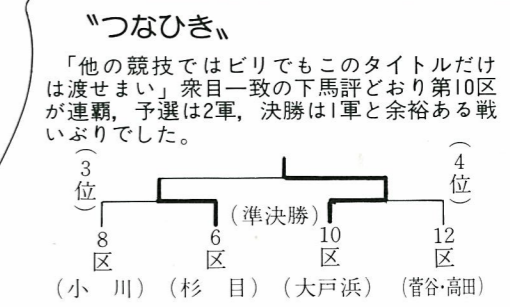 〝つなひき〟
「他の競技ではビリでもこのタイトルだけ
は渡せまい」衆目一致の下馬評どおり第10区
が連覇，予選は2軍，決勝は1軍と余裕ある戦
いぶりでした。
(3位)
(4位)
(準決勝)
8区
6区
10区
12区
(小川)
(杉目)
(大戸浜)
(菅谷・高田)